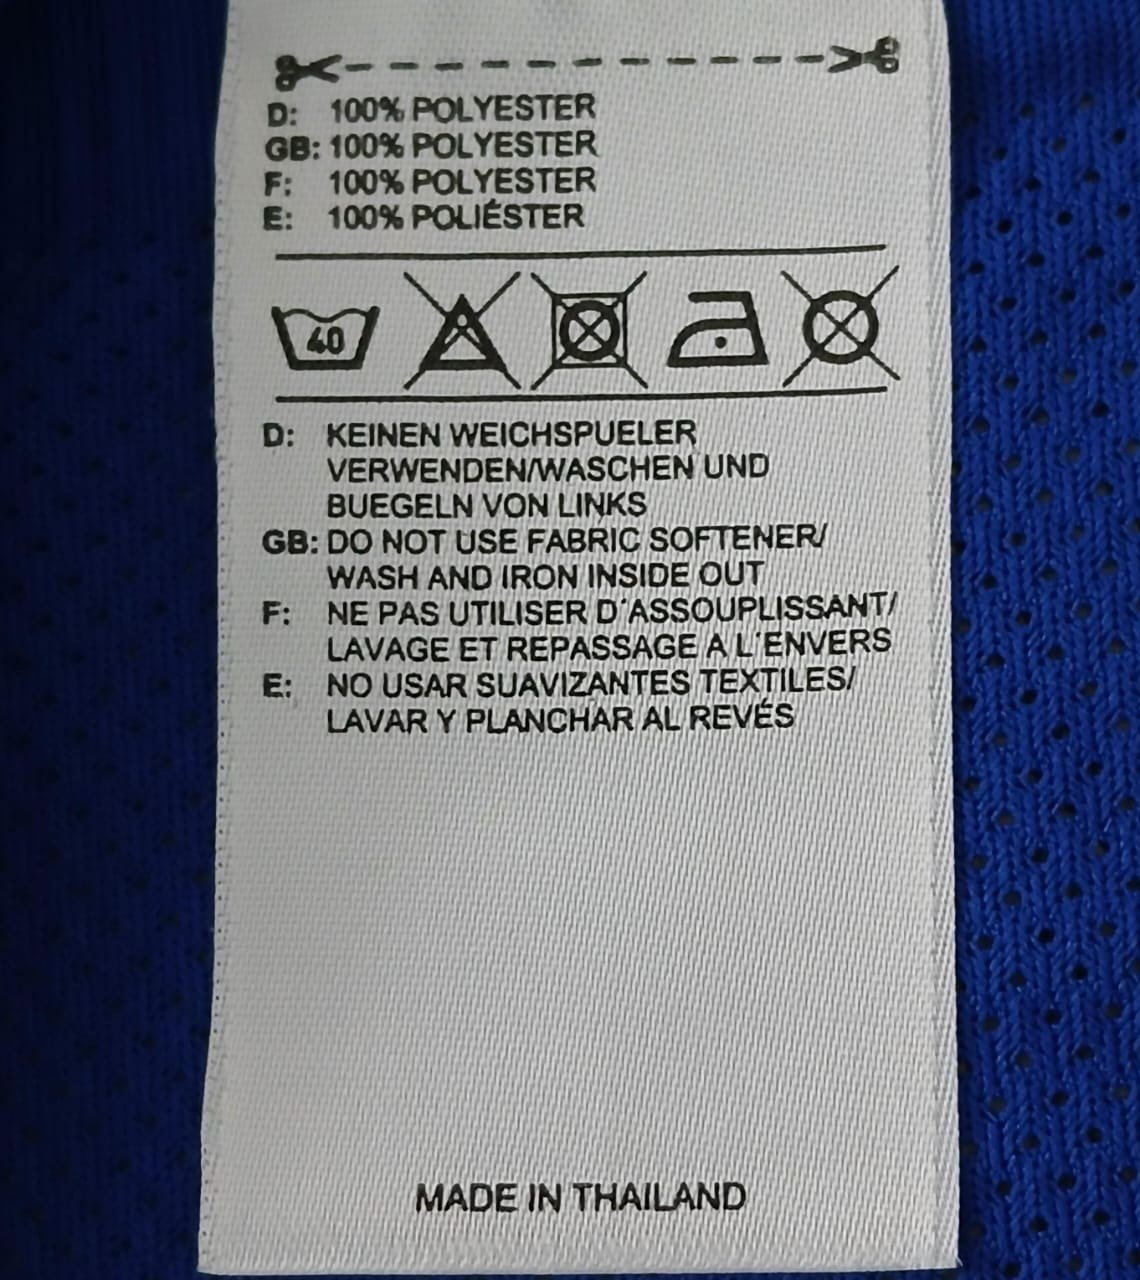 D: 100% POLYESTER
GB: 100% POLYESTER
F: 100% POLYESTER
E: 100% POLIÉSTER
40
D: KEINEN WEICHSPUELER
VERWENDEN/WASCHEN UND
BUEGELN VON LINKS
GB: DO NOT USE FABRIC SOFTENER/
WASH AND IRON INSIDE OUT
F: NE PAS UTILISER D'ASSOUPLISSANT/
LAVAGE ET REPASSAGE A L'ENVERS
E: NO USAR SUAVIZANTES TEXTILES/
LAVAR Y PLANCHAR AL REVÉS
MADE IN THAILAND